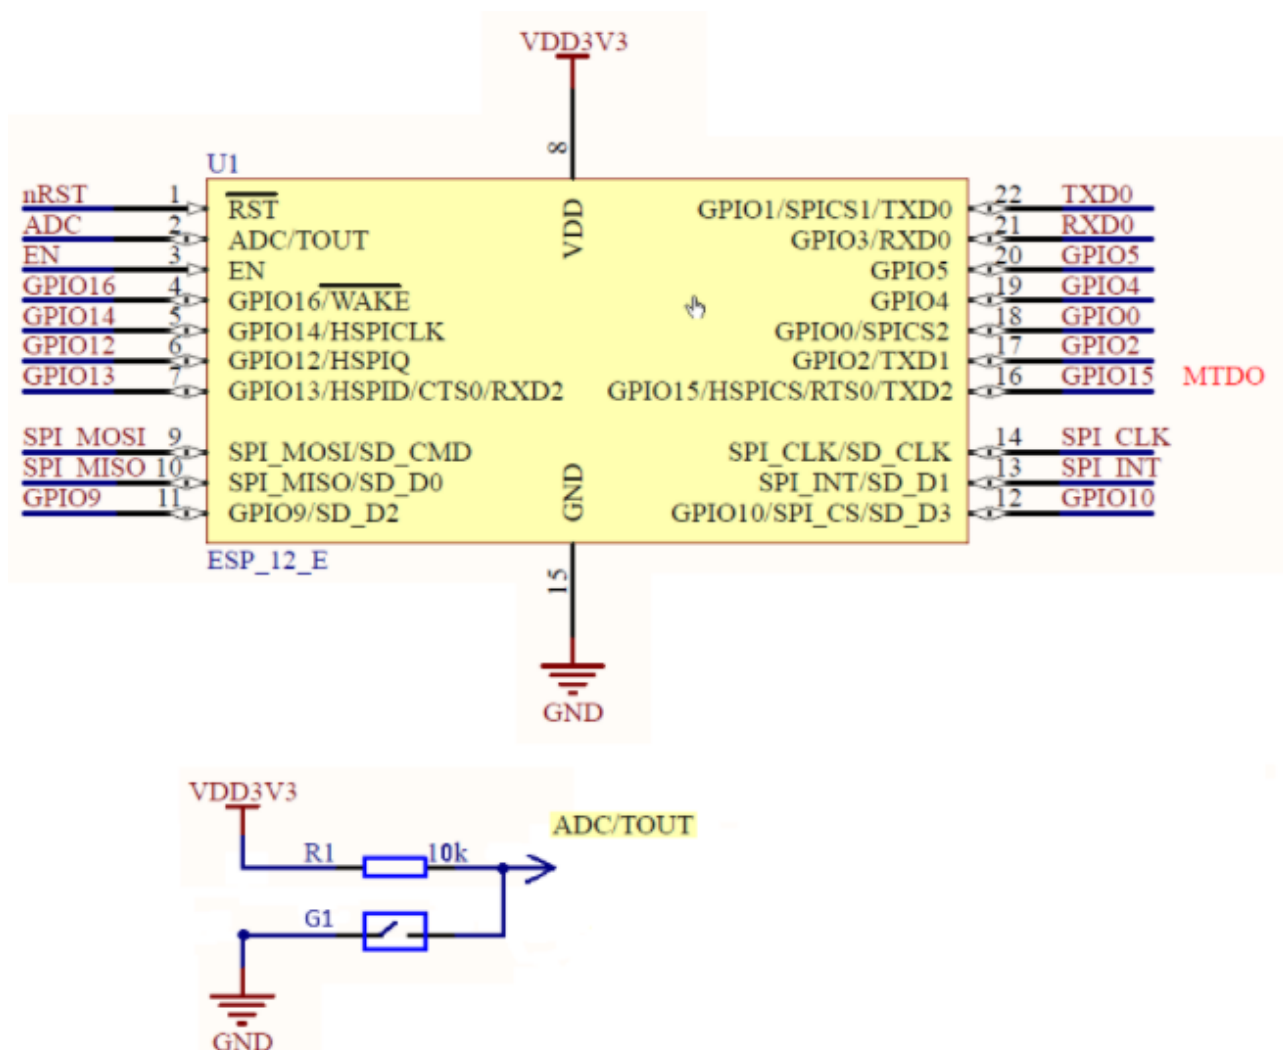 VDD3V3
8
U1
nRST 1 RST GPIO1/SPICS1/TXD0 22 TXD0
ADC 2 ADC/TOUT VDD GPIO3/RXD0 21 RXD0
EN 3 EN GPIO5 20 GPIO5
GPIO16 4 GPIO16/WAKE GPIO4 19 GPIO4
GPIO14 5 GPIO14/HSPICLK GPIO0/SPICS2 18 GPIO0
GPIO12 6 GPIO12/HSPIQ GPIO2/TXD1 17 GPIO2
GPIO13 7 GPIO13/HSPID/CTS0/RXD2 GPIO15/HSPICS/RTS0/TXD2 16 GPIO15 MTDO
SPI_MOSI 9 SPI_MOSI/SD_CMD SPI_CLK/SD_CLK 14 SPI_CLK
SPI_MISO 10 SPI_MISO/SD_D0 GND SPI_INT/SD_D1 13 SPI_INT
GPIO9 11 GPIO9/SD_D2 GPIO10/SPI_CS/SD_D3 12 GPIO10
ESP_12_E
15
GND
VDD3V3
ADC/TOUT
R1 10k
G1
GND